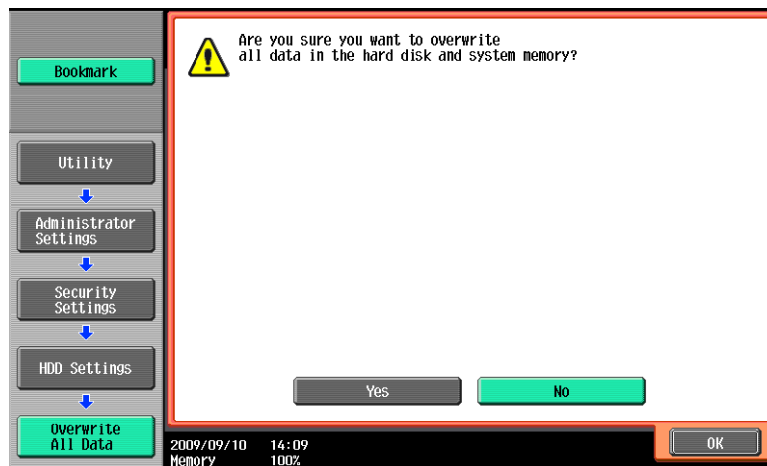 Bookmark
Utility
Administrator
Settings
Security
Settings
HDD Settings
Overwrite
All Data
Are you sure you want to overwrite
all data in the hard disk and system memory?
Yes
No
2009/09/10 14:09
Memory 100%
OK